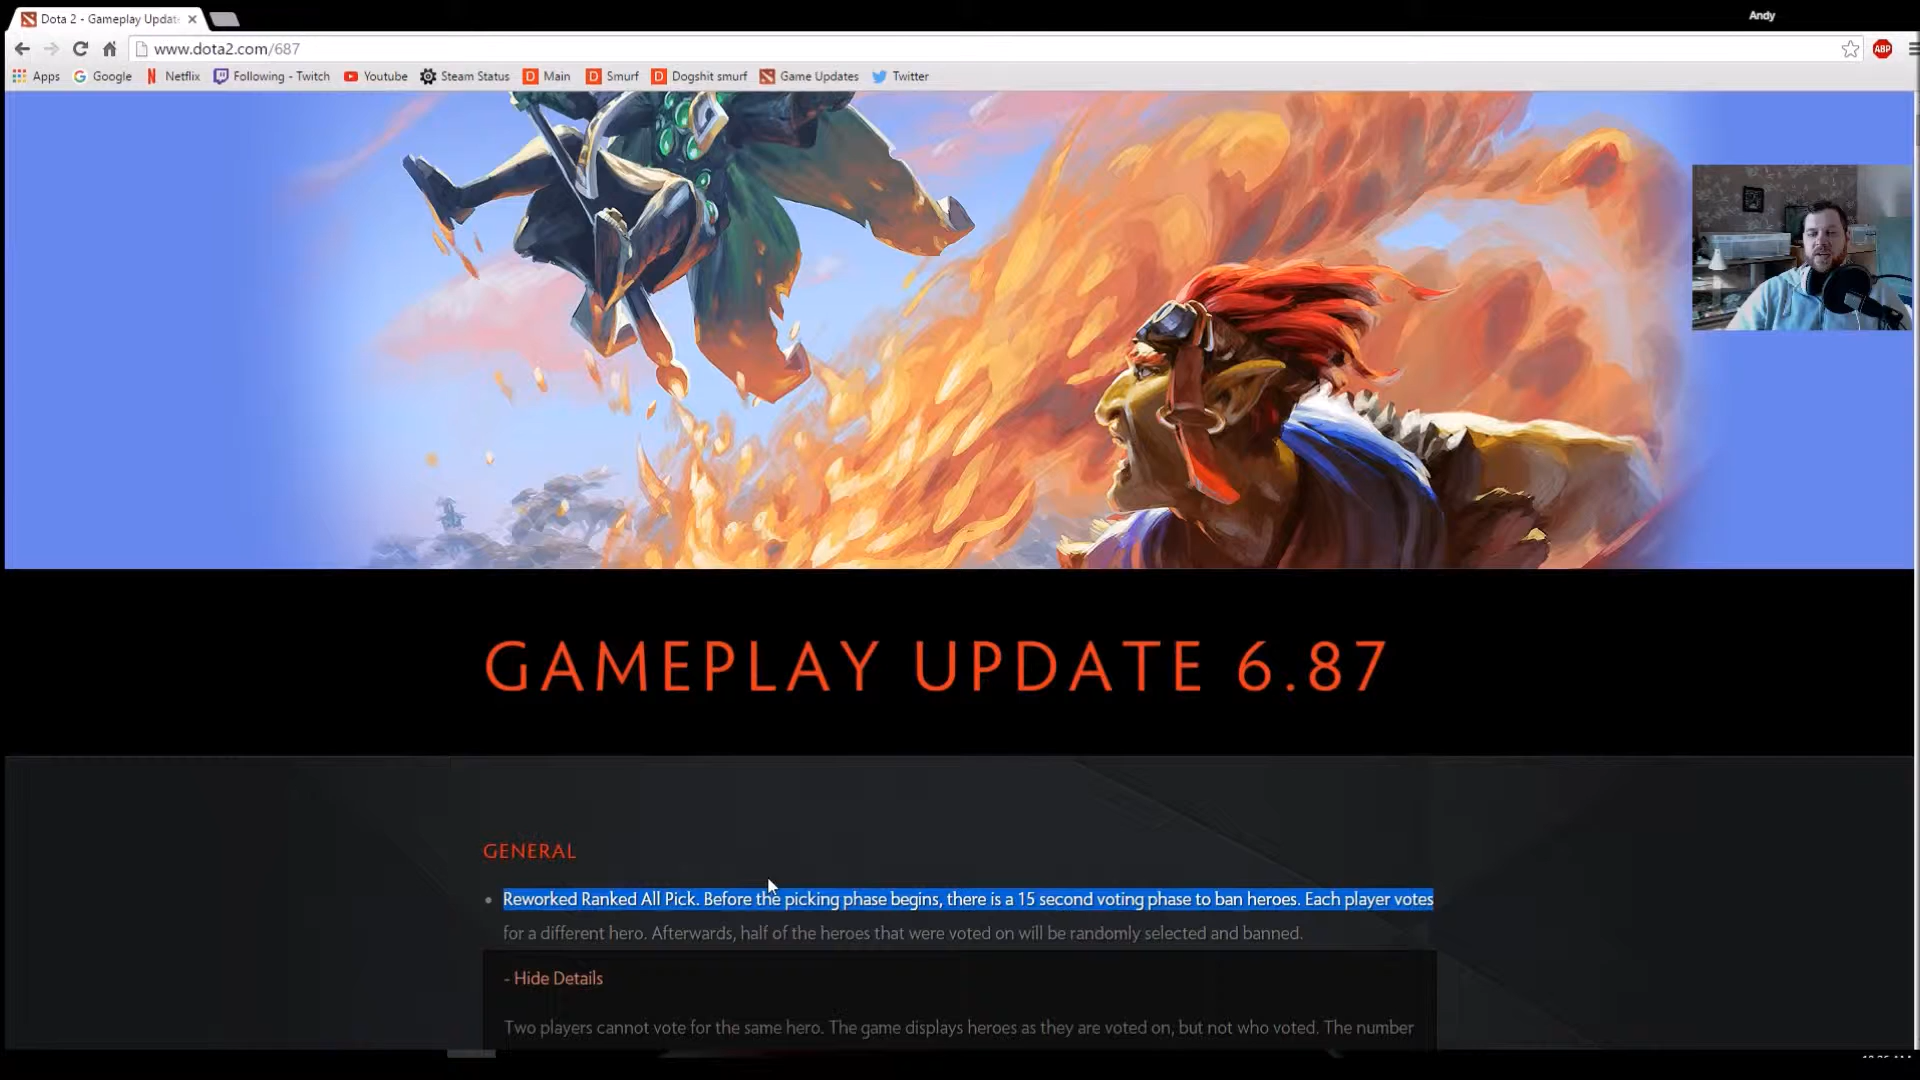 Dota 2 - Gameplay Updat
Andy
www.dota2.com/687
ABP
Apps
Google
Netflix
Following - Twitch
Youtube
Steam Status
Main
Smurf
Dogshit smurf
Game Updates
Twitter
GAMEPLAY UPDATE 6.87
GENERAL
Reworked Ranked All Pick. Before the picking phase begins, there is a 15 second voting phase to ban heroes. Each player votes
for a different hero. Afterwards, half of the heroes that were voted on will be randomly selected and banned.
- Hide Details
Two players cannot vote for the same hero. The game displays heroes as they are voted on, but not who voted. The number